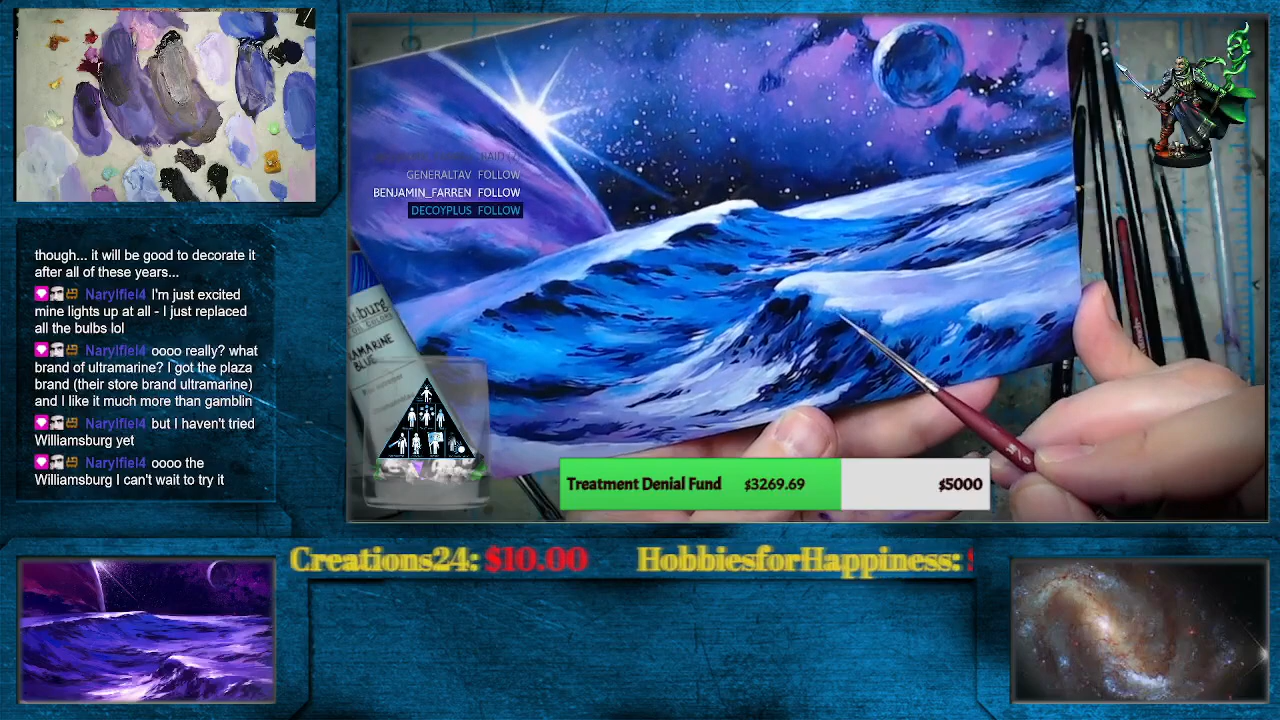 GENERALTAV FOLLOW
BENJAMIN_FARREN FOLLOW
DECOYPLUS FOLLOW
though... it will be good to decorate it
after all of these years...
Narylfiel4 I'm just excited
mine lights up at all - I just replaced
all the bulbs lol
Narylfiel4 oooo really? what
brand of ultramarine? I got the plaza
brand (their store brand ultramarine)
and I like it much more than gamblin
Narylfiel4 but I haven't tried
Williamsburg yet
Narylfiel4 oooo the
Williamsburg I can't wait to try it
BLUE
Treatment Denial Fund $3269.69 $5000
Creations24: $10.00 HobbiesforHappiness: